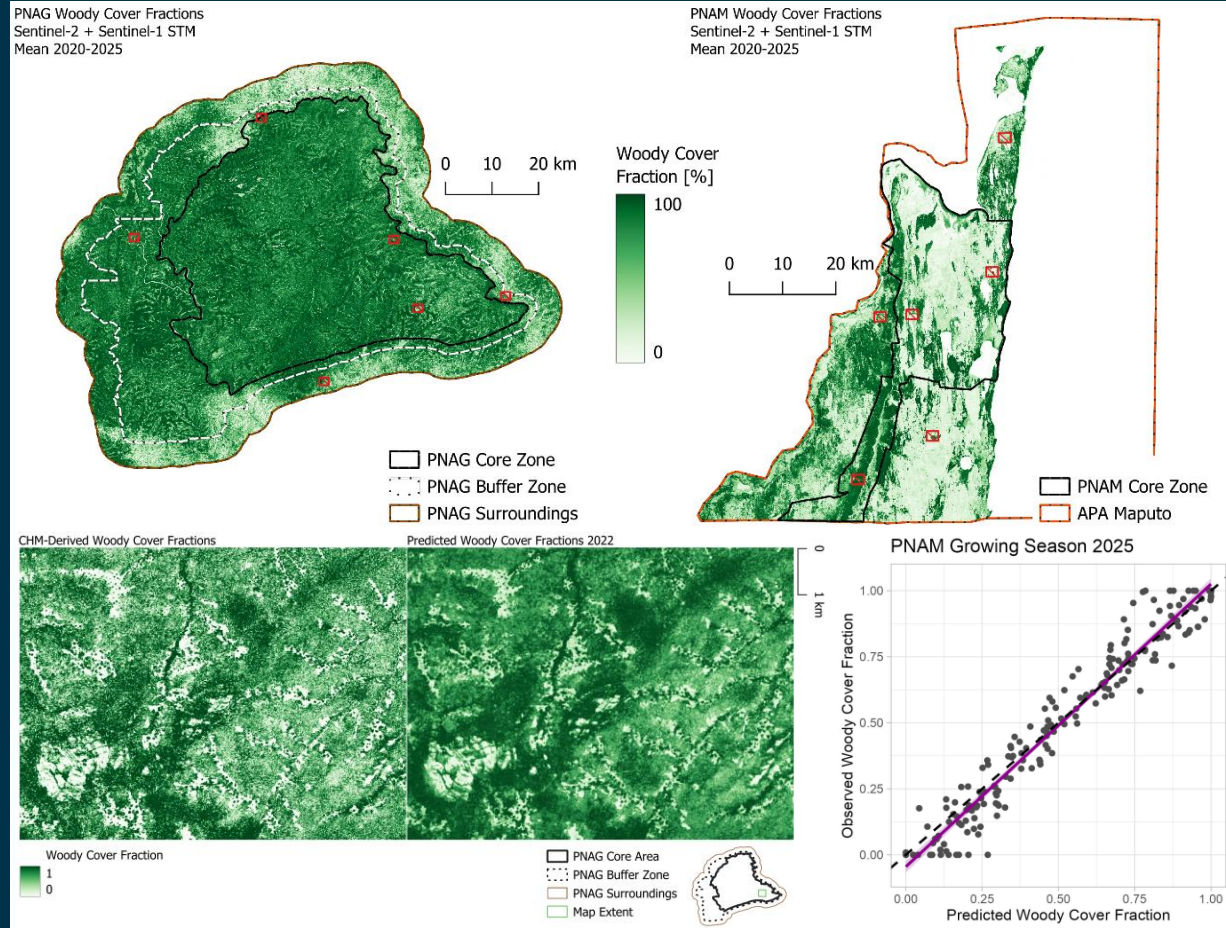 PNAG Woody Cover Fractions
Sentinel-2 + Sentinel-1 STM
Mean 2020-2025
PNAM Woody Cover Fractions
Sentinel-2 + Sentinel-1 STM
Mean 2020-2025
0 10 20 km
Woody Cover
Fraction [%]
100
0
0 10 20 km
PNAG Core Zone
PNAG Buffer Zone
PNAG Surroundings
PNAM Core Zone
APA Maputo
CHM-Derived Woody Cover Fractions
Predicted Woody Cover Fractions 2022
0
1 km
Woody Cover Fraction
1
0
PNAG Core Area
PNAG Buffer Zone
PNAG Surroundings
Map Extent
PNAM Growing Season 2025
Observed Woody Cover Fraction
1.00
0.75
0.50
0.25
0.00
0.00 0.25 0.50 0.75 1.00
Predicted Woody Cover Fraction